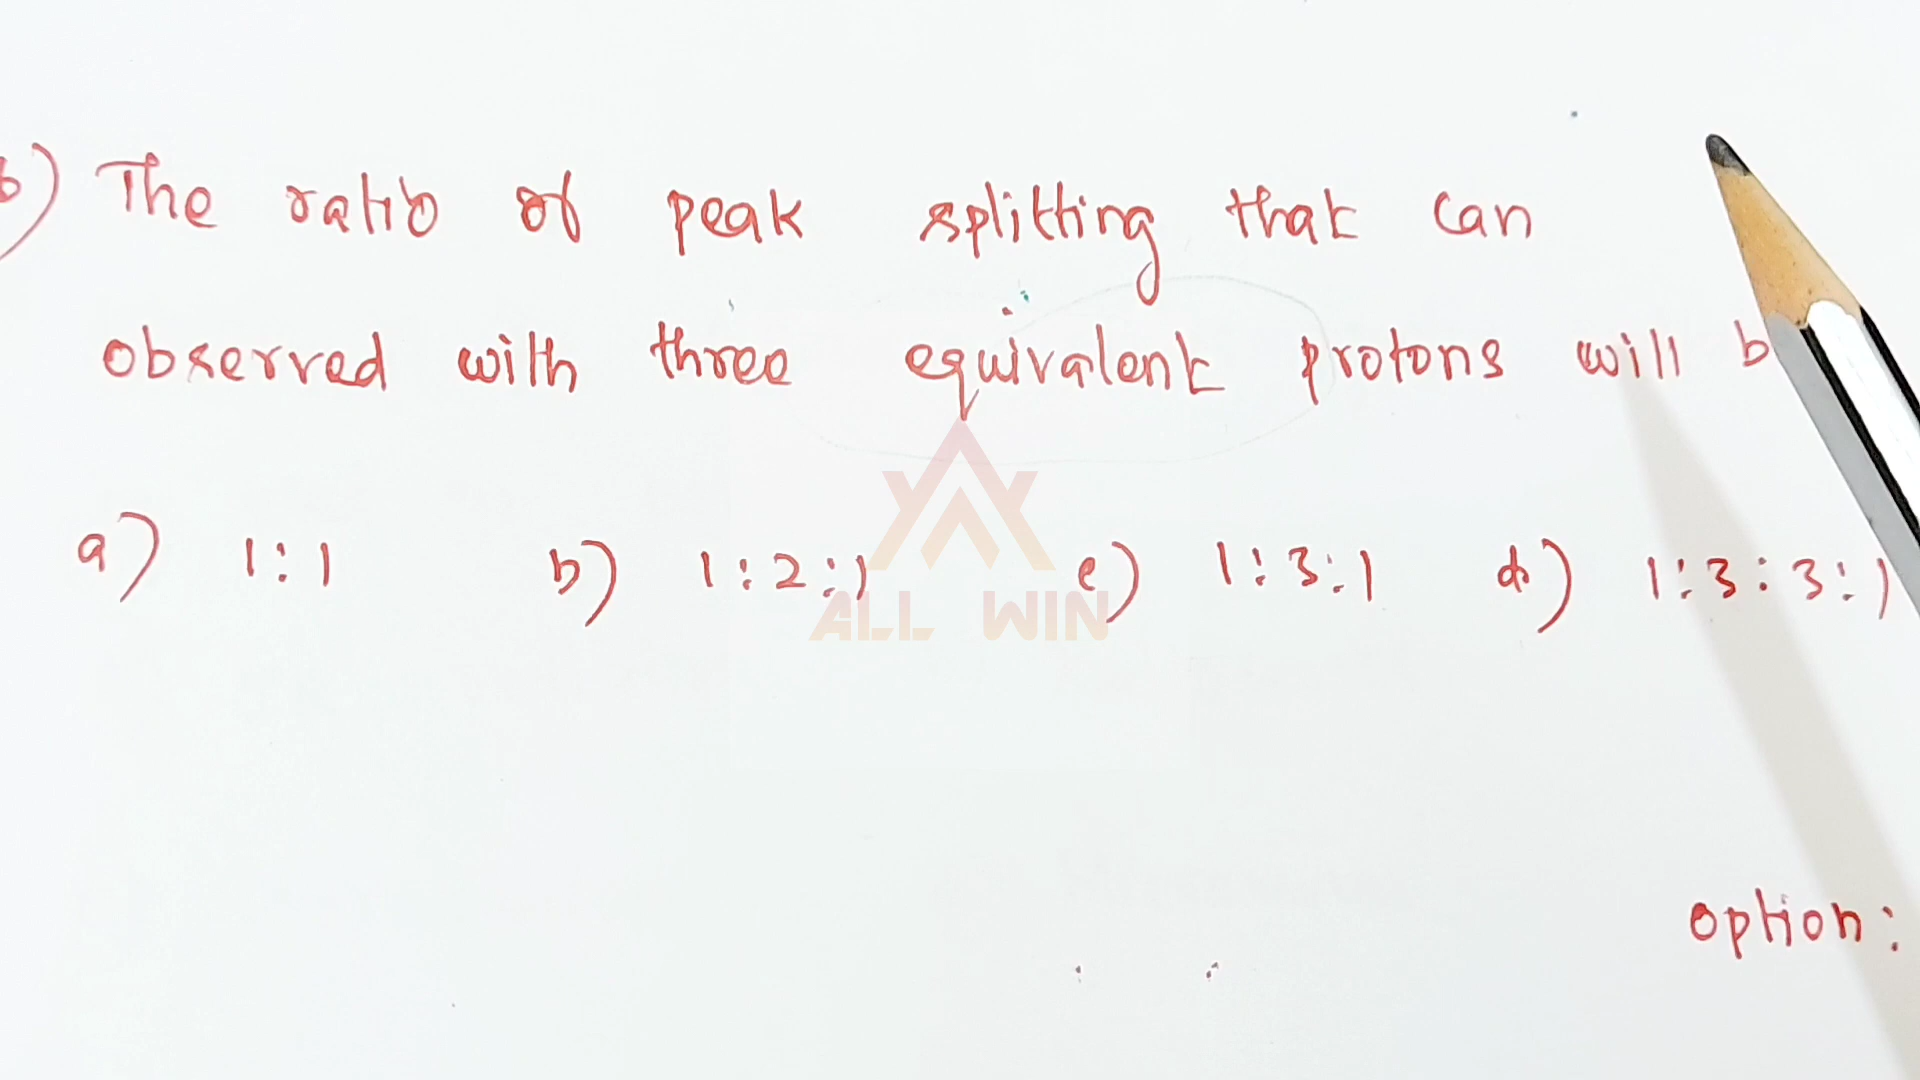 6) The ratio of peak splitting that can
observed with three equivalent protons will b
a) 1:1 b) 1:2:1 c) 1:3:1 d) 1:3:3:1
ALL WIN
option: